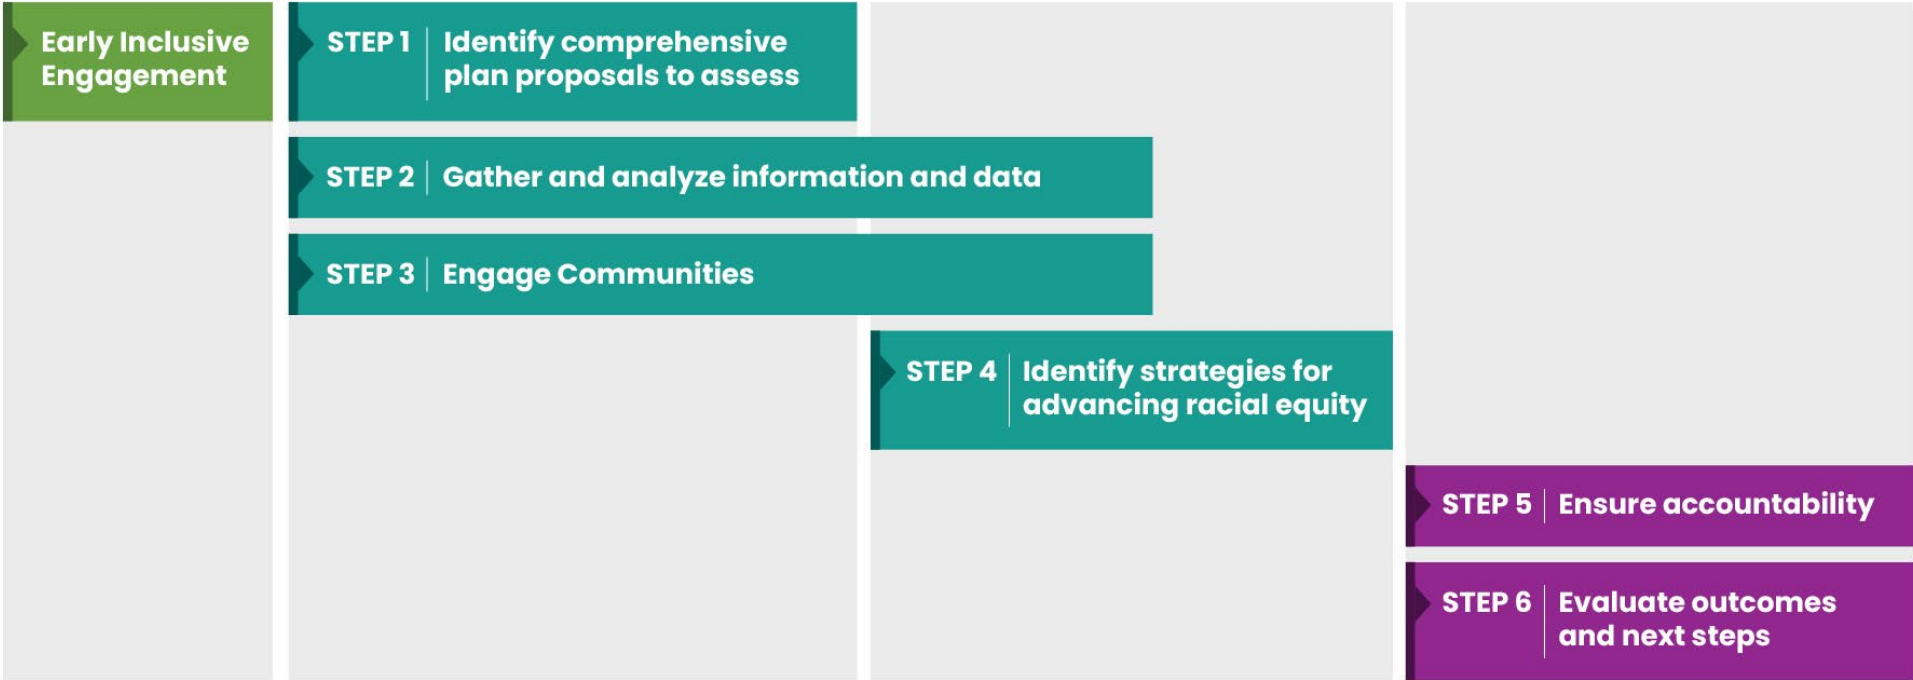 Early Inclusive
Engagement
STEP 1 Identify comprehensive
plan proposals to assess
STEP 2 Gather and analyze information and data
STEP 3 Engage Communities
STEP 4 Identify strategies for
advancing racial equity
STEP 5 Ensure accountability
STEP 6 Evaluate outcomes
and next steps